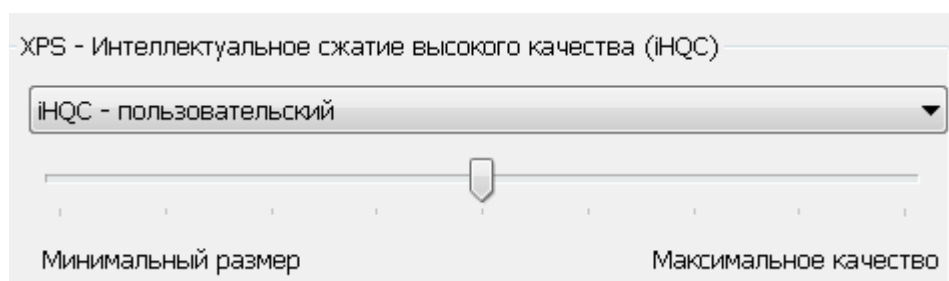 XPS - Интеллектуальное сжатие высокого качества (iHQC)
iHQC - пользовательский
Минимальный размер
Максимальное качество